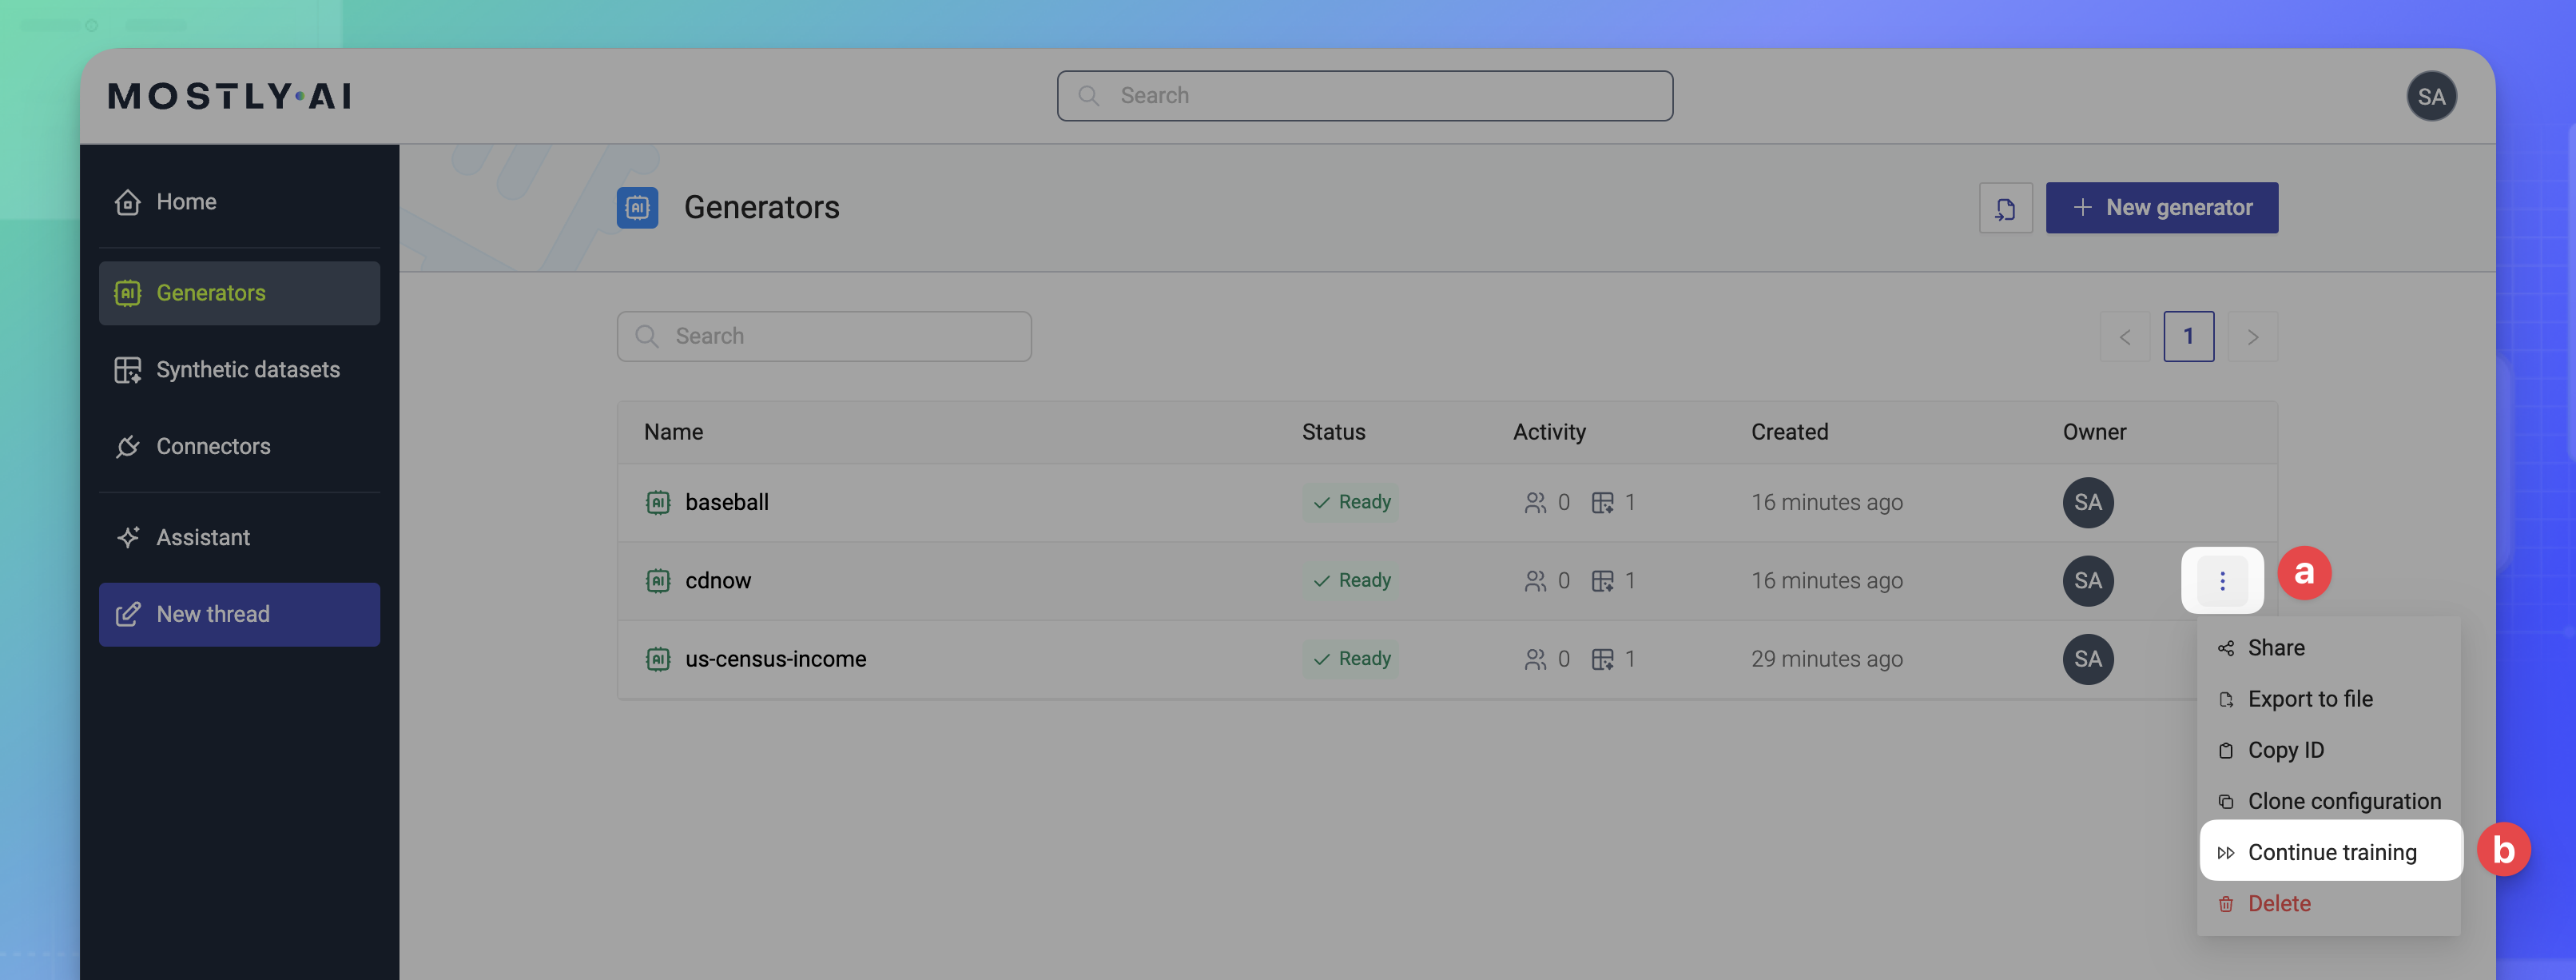 MOSTLY·AI
Search
SA
Home
Generators
Synthetic datasets
Connectors
Assistant
New thread
Generators
New generator
Search
1
Name Status Activity Created Owner
baseball Ready 0 1 16 minutes ago SA
cdnow Ready 0 1 16 minutes ago SA
a
us-census-income Ready 0 1 29 minutes ago SA
Share
Export to file
Copy ID
Clone configuration
Continue training
b
Delete